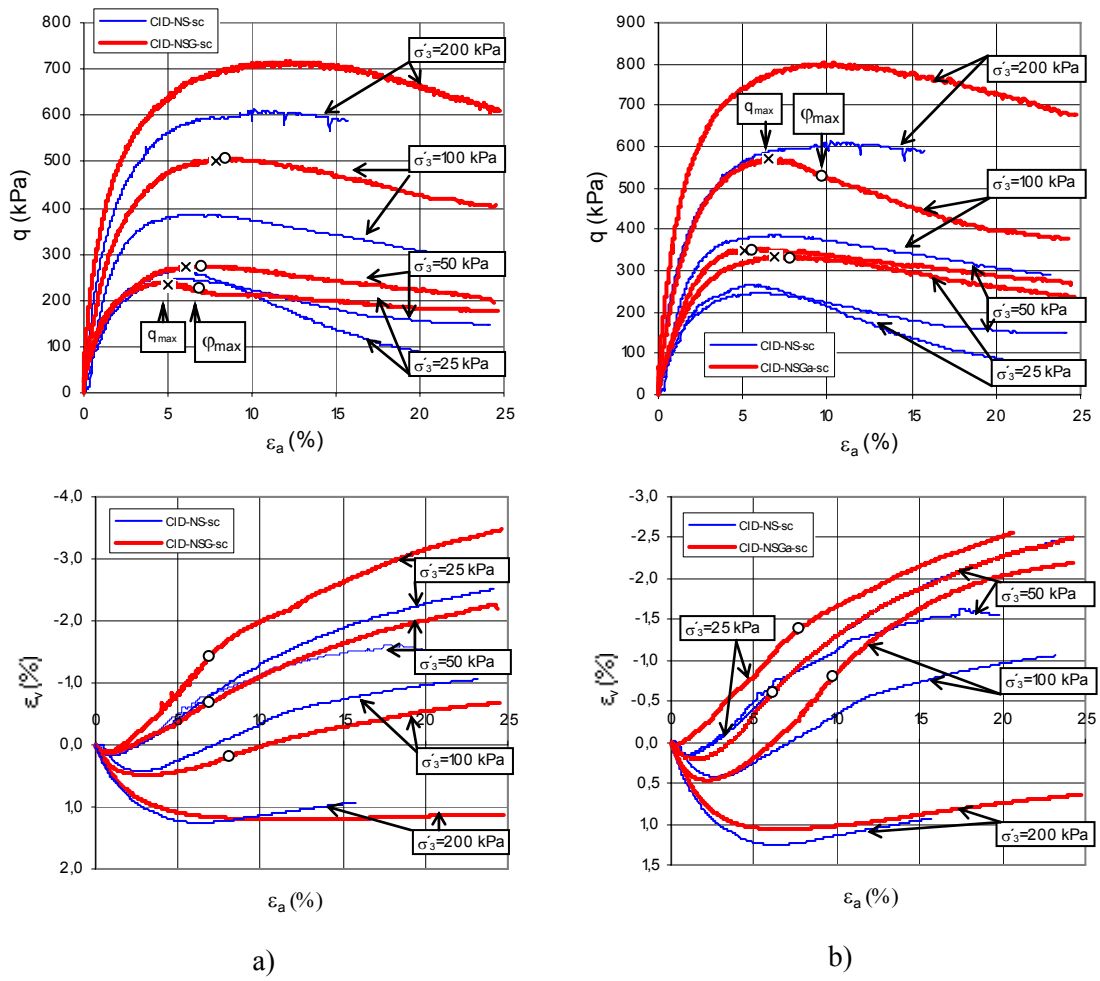 CID-NS-sc
CID-NSG-sc
σ´3=200 kPa
σ´3=100 kPa
σ´3=50 kPa
σ´3=25 kPa
qmax
φmax
800
700
600
500
400
300
200
100
0
q (kPa)
0 5 10 15 20 25
εa (%)
900
800
700
600
500
400
300
200
100
0
q (kPa)
σ´3=200 kPa
qmax
φmax
σ´3=100 kPa
σ´3=50 kPa
CID-NS-sc
CID-NSGa-sc
σ´3=25 kPa
0 5 10 15 20 25
εa (%)
-4,0
-3,0
-2,0
-1,0
0,0
1,0
2,0
εv (%)
CID-NS-sc
CID-NSG-sc
σ´3=25 kPa
σ´3=50 kPa
0 5 10 15 20 25
σ´3=100 kPa
σ´3=200 kPa
εa (%)
-3,0
-2,5
-2,0
-1,5
-1,0
-0,5
0,0
0,5
1,0
1,5
εv (%)
CID-NS-sc
CID-NSGa-sc
σ´3=50 kPa
σ´3=25 kPa
σ´3=100 kPa
0 5 10 15 20 25
σ´3=200 kPa
εa (%)
a)
b)